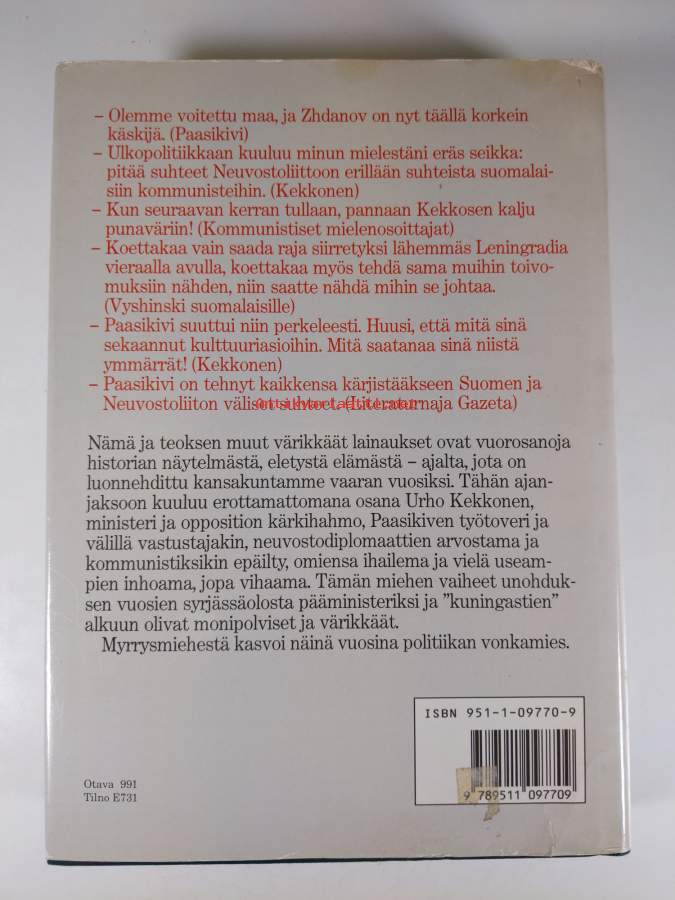 – Olemme voitettu maa, ja Zhdanov on nyt täällä korkein
käskijä. (Paasikivi)
– Ulkopolitiikkaan kuuluu minun mielestäni eräs seikka:
pitää suhteet Neuvostoliittoon erillään suhteista suomalai-
siin kommunisteihin. (Kekkonen)
– Kun seuraavan kerran tullaan, pannaan Kekkosen kalju
punaväriin! (Kommunistiset mielenosoittajat)
– Koettakaa vain saada raja siirretyksi lähemmäs Leningradia
vieraalla avulla, koettakaa myös tehdä sama muihin toivo-
muksiin nähden, niin saatte nähdä mihin se johtaa.
(Vyshinski suomalaisille)
– Paasikivi suuttui niin perkeleesti. Huusi, että mitä sinä
sekaannut kulttuuriasioihin. Mitä saatanaa sinä niistä
ymmärrät! (Kekkonen)
– Paasikivi on tehnyt kaikkensa kärjistääkseen Suomen ja
Neuvostoliiton väliset suhteet. (Literaturnaja Gazeta)
Nämä ja teoksen muut värikkäät lainaukset ovat vuorosanoja
historian näytelmästä, eletystä elämästä – ajalta, jota on
luonnehdittu kansakuntamme vaaran vuosiksi. Tähän ajan-
jaksoon kuuluu erottamattomana osana Urho Kekkonen,
ministeri ja opposition kärkihahmo, Paasikiven työtoveri ja
välillä vastustajakin, neuvostodiplomaattien arvostama ja
kommunistiksikin epäilty, omiensa ihailema ja vielä useam-
pien inhoama, jopa vihaama. Tämän miehen vaiheet unohduk-
sen vuosien syrjässäolosta pääministeriksi ja "kuningastien"
alkuun olivat monipolviset ja värikkäät.
Myrrysmiehestä kasvoi näinä vuosina politiikan vonkamies.
ISBN 951-1-09770-9
9 789511 097709
Otava 991
Tilno E731